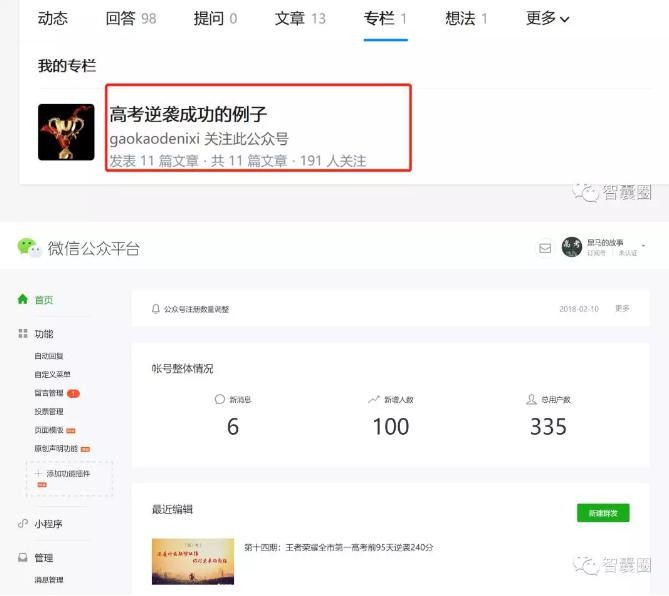 动态 回答 98 提问 0 文章 13 专栏 1 想法 1 更多
我的专栏
高考逆袭成功的例子
gaokaodenixi 关注此公众号
发表 11 篇文章 · 共 11 篇文章 · 191 人关注
智囊圈
微信公众平台
高考
黑马的故事
订阅号 未认证
首页
公众号注册数量调整 2018-02-10 更多
功能
自动回复
自定义菜单
留言管理 1
投票管理
页面模版
原创声明功能
添加功能插件
帐号整体情况
新消息 新增人数 总用户数
6 100 335
最近编辑 新建群发
第十四期：王者荣耀全市第一高考前95天逆袭240分
小程序
管理
消息管理
智囊圈